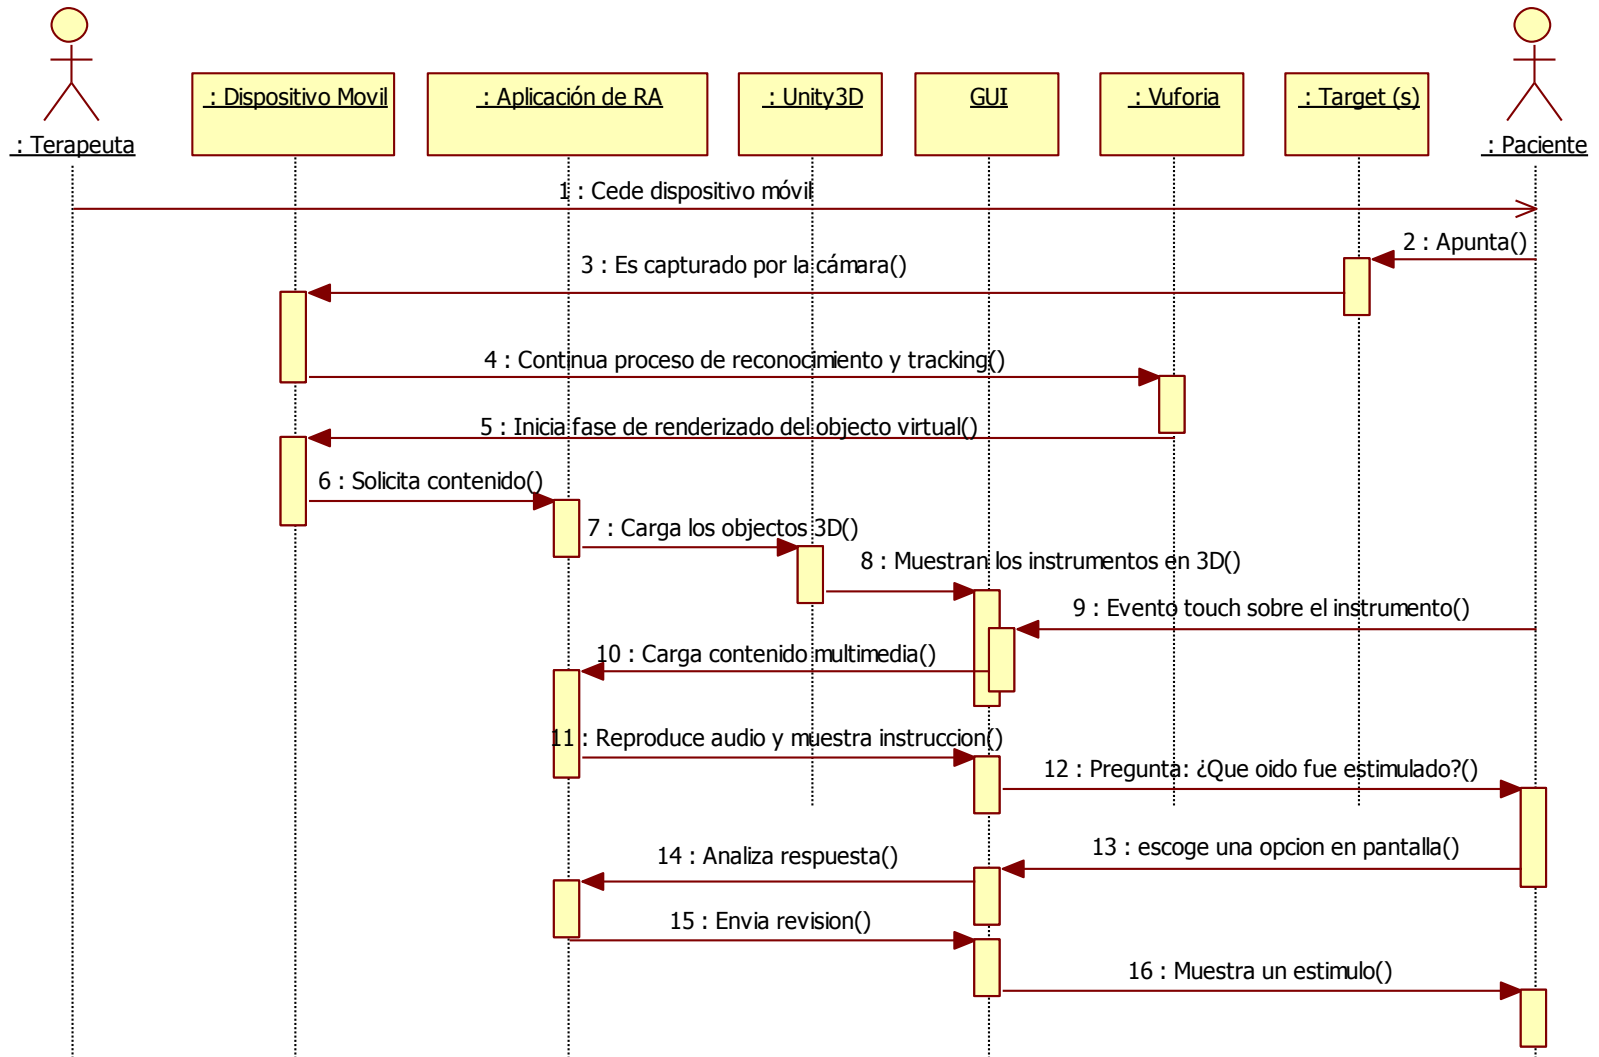 : Dispositivo Movil
: Aplicación de RA
: Unity3D
GUI
: Vuforia
: Target (s)
: Terapeuta
: Paciente
1 : Cede dispositivo móvil
2 : Apunta()
3 : Es capturado por la cámara()
4 : Continua proceso de reconocimiento y tracking()
5 : Inicia fase de renderizado del objecto virtual()
6 : Solicita contenido()
7 : Carga los objectos 3D()
8 : Muestran los instrumentos en 3D()
9 : Evento touch sobre el instrumento()
10 : Carga contenido multimedia()
11 : Reproduce audio y muestra instruccion()
12 : Pregunta: ¿Que oido fue estimulado?()
13 : escoge una opcion en pantalla()
14 : Analiza respuesta()
15 : Envia revision()
16 : Muestra un estimulo()